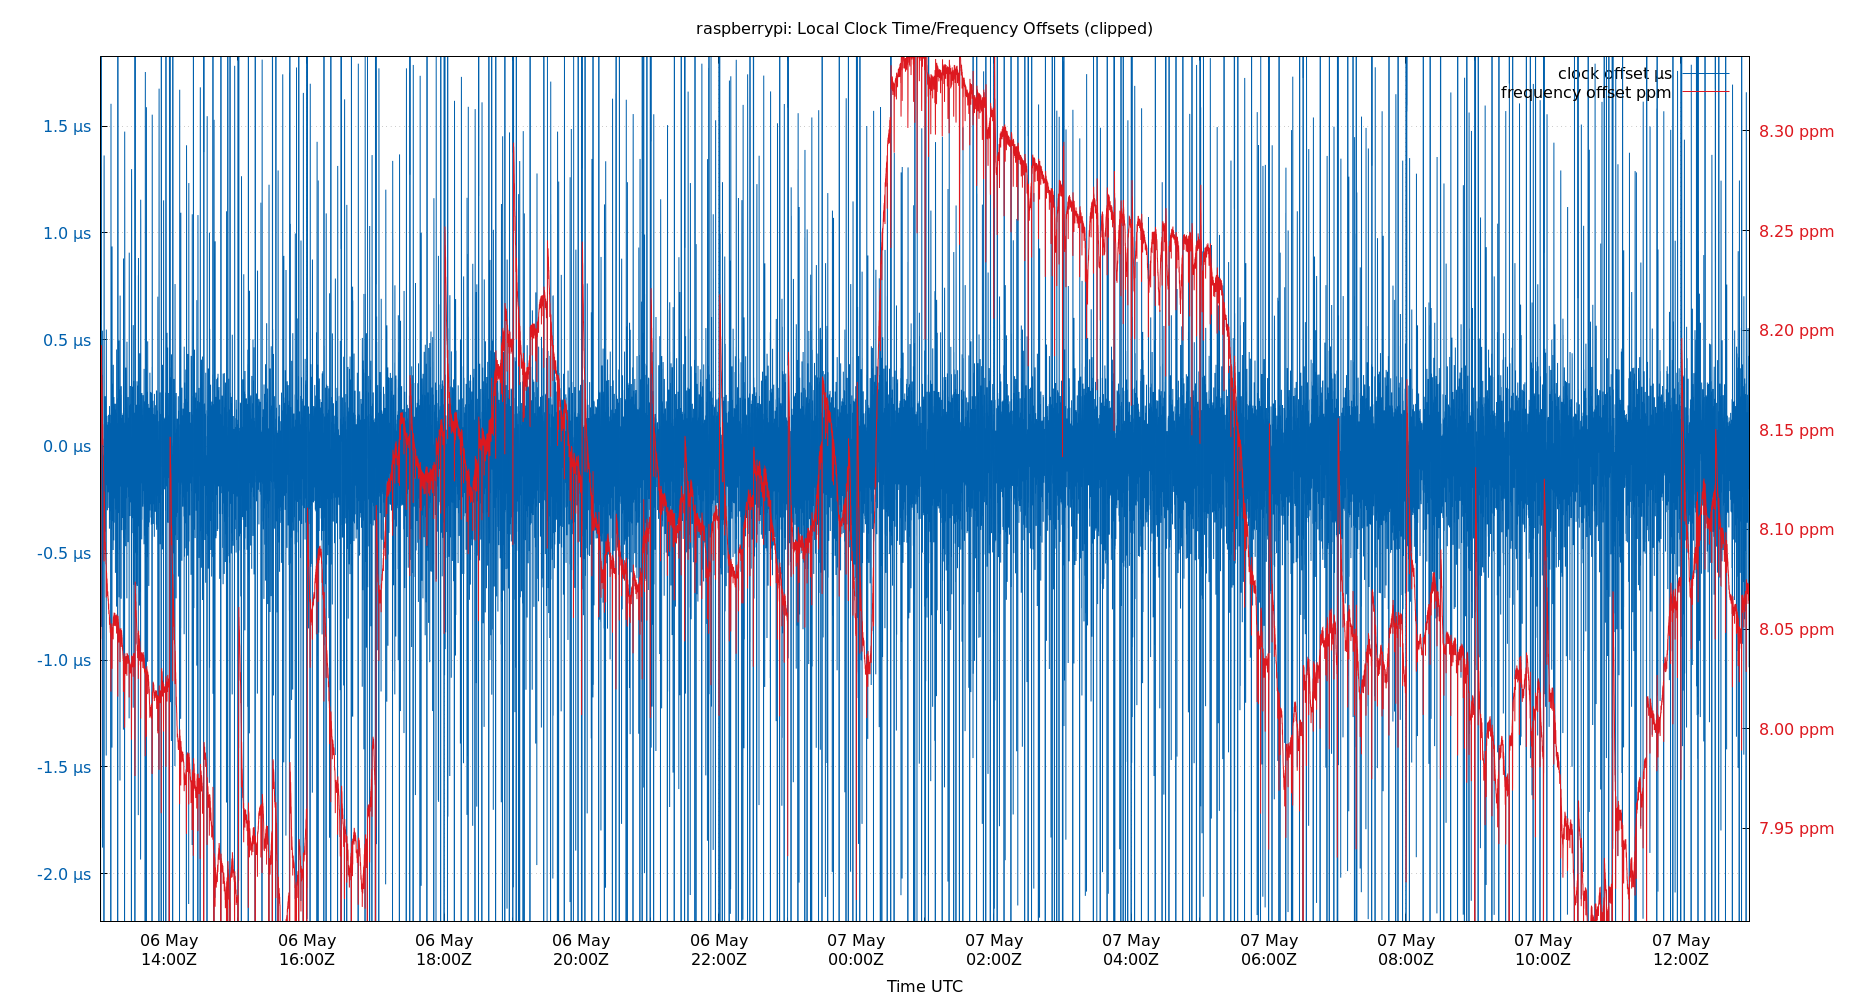 raspberrypi: Local Clock Time/Frequency Offsets (clipped)
clock offset µs
frequency offset ppm
1.5 µs
1.0 µs
0.5 µs
0.0 µs
-0.5 µs
-1.0 µs
-1.5 µs
-2.0 µs
8.30 ppm
8.25 ppm
8.20 ppm
8.15 ppm
8.10 ppm
8.05 ppm
8.00 ppm
7.95 ppm
06 May 06 May 06 May 06 May 06 May 07 May 07 May 07 May 07 May 07 May 07 May 07 May
14:00Z 16:00Z 18:00Z 20:00Z 22:00Z 00:00Z 02:00Z 04:00Z 06:00Z 08:00Z 10:00Z 12:00Z
Time UTC